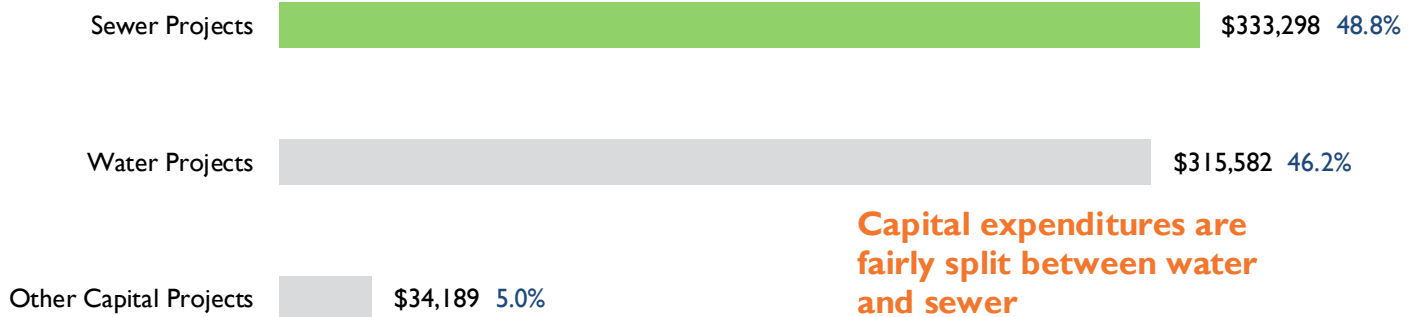 Sewer Projects $333,298 48.8%
Water Projects $315,582 46.2%
Capital expenditures are
fairly split between water
and sewer
Other Capital Projects $34,189 5.0%